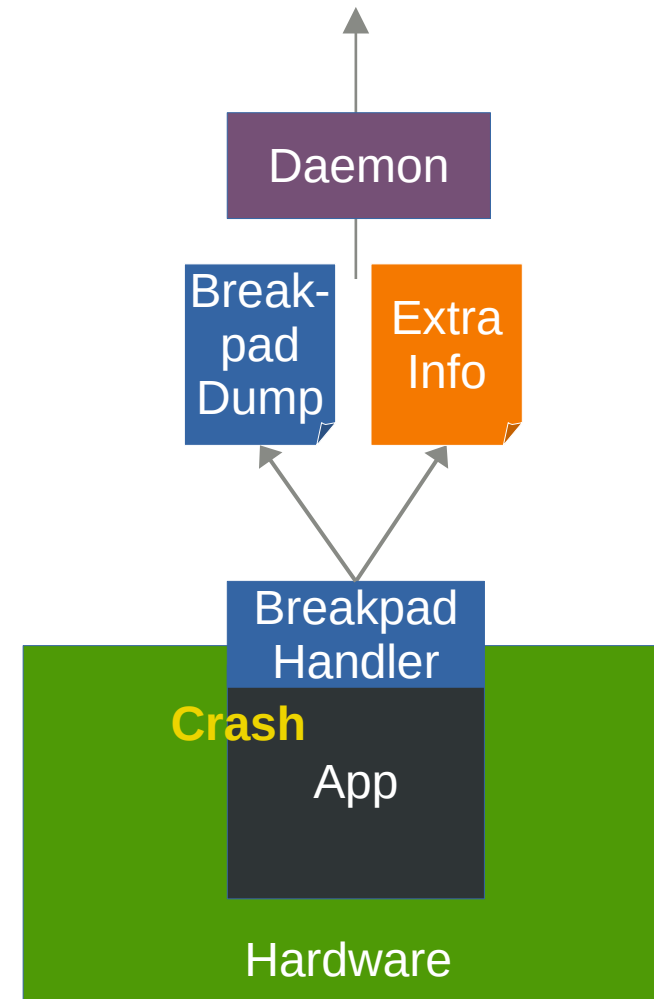 Daemon
Break-
pad
Dump
Extra
Info
Breakpad
Handler
Crash
App
Hardware